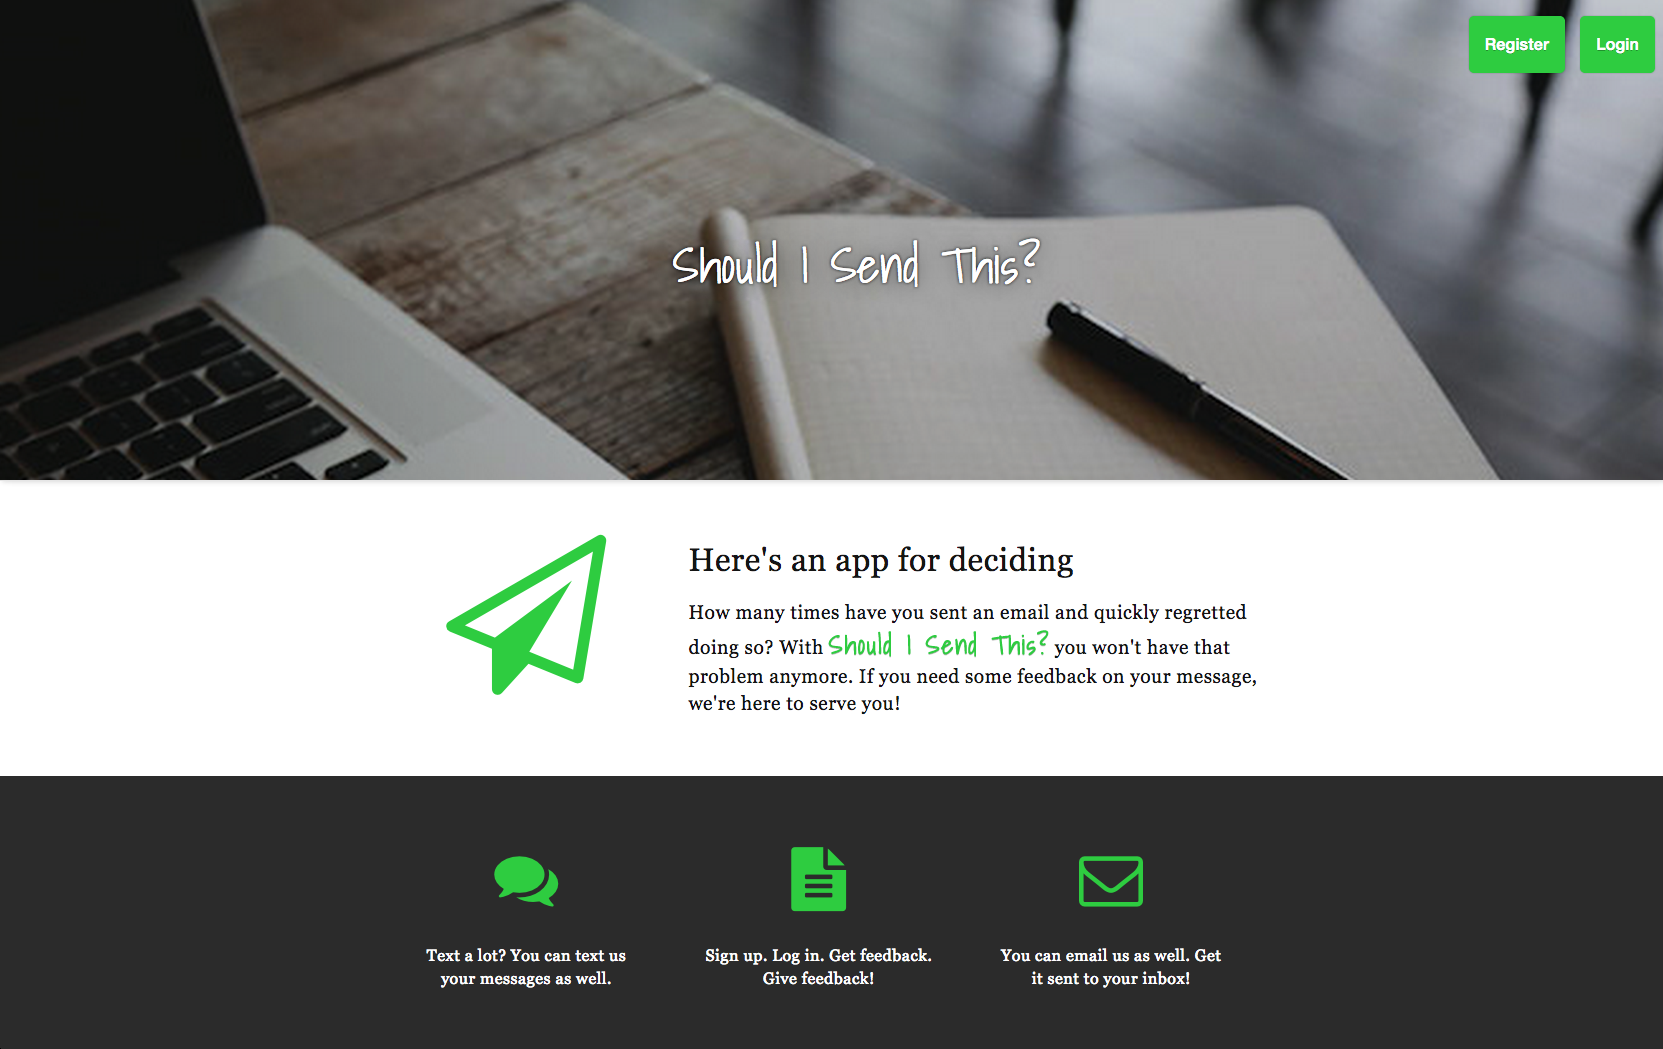 Register Login
Should I Send This?
Here's an app for deciding
How many times have you sent an email and quickly regretted
doing so? With Should I Send This? you won't have that
problem anymore. If you need some feedback on your message,
we're here to serve you!
Text a lot? You can text us
your messages as well.
Sign up. Log in. Get feedback.
Give feedback!
You can email us as well. Get
it sent to your inbox!